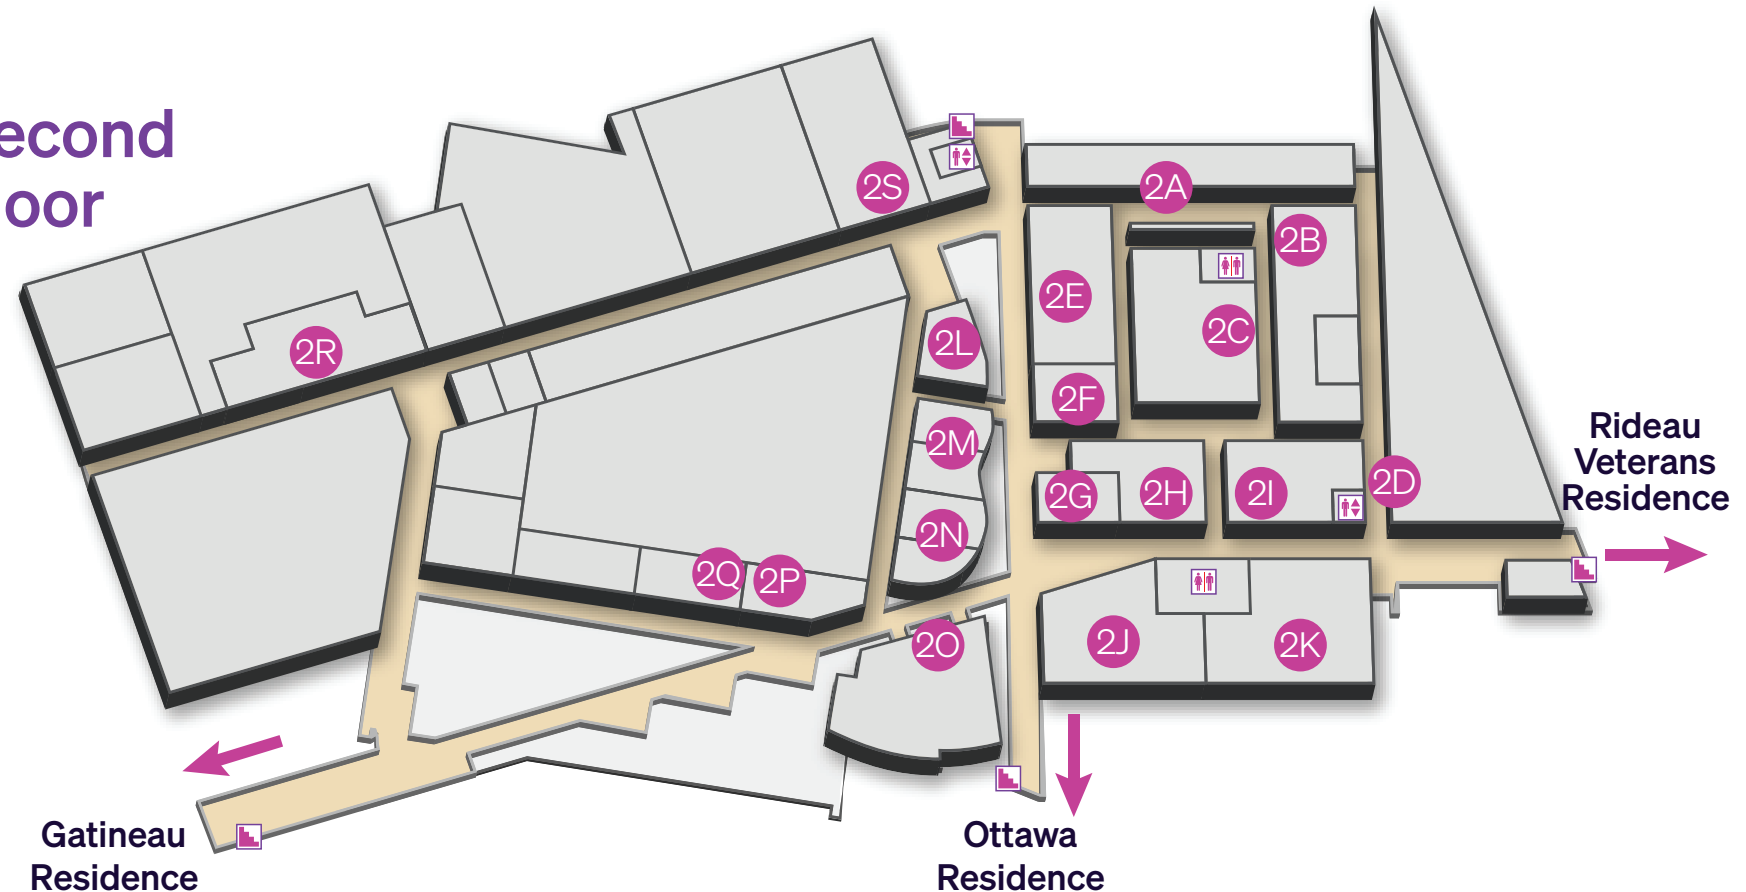 econd
oor
2S
2A
2B
2E
2C
2L
2R
2F
2M
2G
2H
2I
2D
Rideau
Veterans
Residence
2N
2Q
2P
2O
2J
2K
Gatineau
Residence
Ottawa
Residence